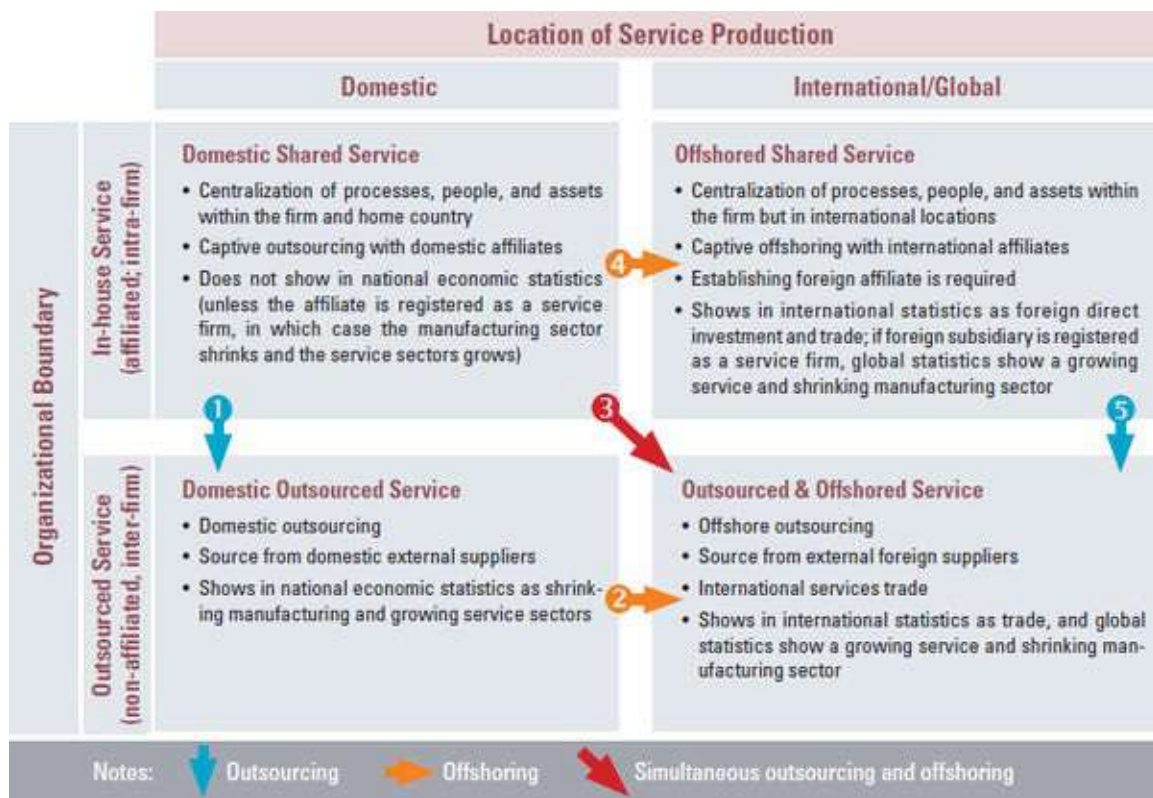 Location of Service Production
Domestic
International/Global
Organizational Boundary
In-house Service
(affiliated; intra-firm)
Domestic Shared Service
• Centralization of processes, people, and assets
within the firm and home country
• Captive outsourcing with domestic affiliates
• Does not show in national economic statistics
(unless the affiliate is registered as a service
firm, in which case the manufacturing sector
shrinks and the service sectors grows)
4
Offshored Shared Service
• Centralization of processes, people, and assets within
the firm but in international locations
• Captive offshoring with international affiliates
• Establishing foreign affiliate is required
• Shows in international statistics as foreign direct
investment and trade; if foreign subsidiary is registered
as a service firm, global statistics show a growing
service and shrinking manufacturing sector
1
3
5
Outsourced Service
(non-affiliated, inter-firm)
Domestic Outsourced Service
• Domestic outsourcing
• Source from domestic external suppliers
• Shows in national economic statistics as shrink-
ing manufacturing and growing service sectors
2
Outsourced & Offshored Service
• Offshore outsourcing
• Source from external foreign suppliers
• International services trade
• Shows in international statistics as trade, and global
statistics show a growing service and shrinking man-
ufacturing sector
Notes: Outsourcing Offshoring Simultaneous outsourcing and offshoring